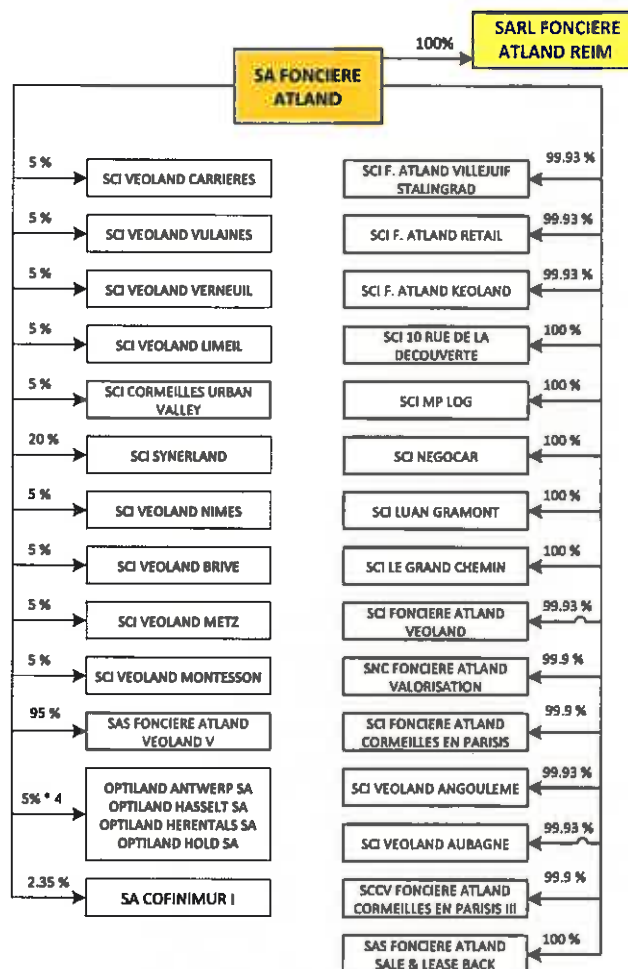 SARL FONCIÈRE
ATLAND REIM
100%
SA FONCIERE
ATLAND
5 %
SCI VEOLAND CARRIERES
5 %
SCI VEOLAND VULAINES
5 %
SCI VEOLAND VERNEUIL
5 %
SCI VEOLAND LIMEIL
5 %
SCI CORMEILLES URBAN
VALLEY
20 %
SCI SYNERLAND
5 %
SCI VEOLAND NIMES
5 %
SCI VEOLAND BRIVE
5 %
SCI VEOLAND METZ
5 %
SCI VEOLAND MONTESSON
95 %
SAS FONCIERE ATLAND
VEOLAND V
5% * 4
OPTILAND ANTWERP SA
OPTILAND HASSELT SA
OPTILAND HERENTALS SA
OPTILAND HOLD SA
2.35 %
SA COFINIMUR I
99.93 %
SCI F. ATLAND VILLEJUIF
STALINGRAD
99.93 %
SCI F. ATLAND RETAIL
99.93 %
SCI F. ATLAND KEOLAND
100 %
SCI 10 RUE DE LA
DECOUVERTE
100 %
SCI MP LOG
100 %
SCI NEGOCAR
100 %
SCI LUAN GRAMONT
100 %
SCI LE GRAND CHEMIN
99.93 %
SCI FONCIERE ATLAND
VEOLAND
99.9 %
SNC FONCIERE ATLAND
VALORISATION
99.9 %
SCI FONCIERE ATLAND
CORMEILLES EN PARISIS
99.93 %
SCI VEOLAND ANGOULEME
99.93 %
SCI VEOLAND AUBAGNE
99.9 %
SCCV FONCIERE ATLAND
CORMEILLES EN PARISIS III
100 %
SAS FONCIERE ATLAND
SALE & LEASE BACK